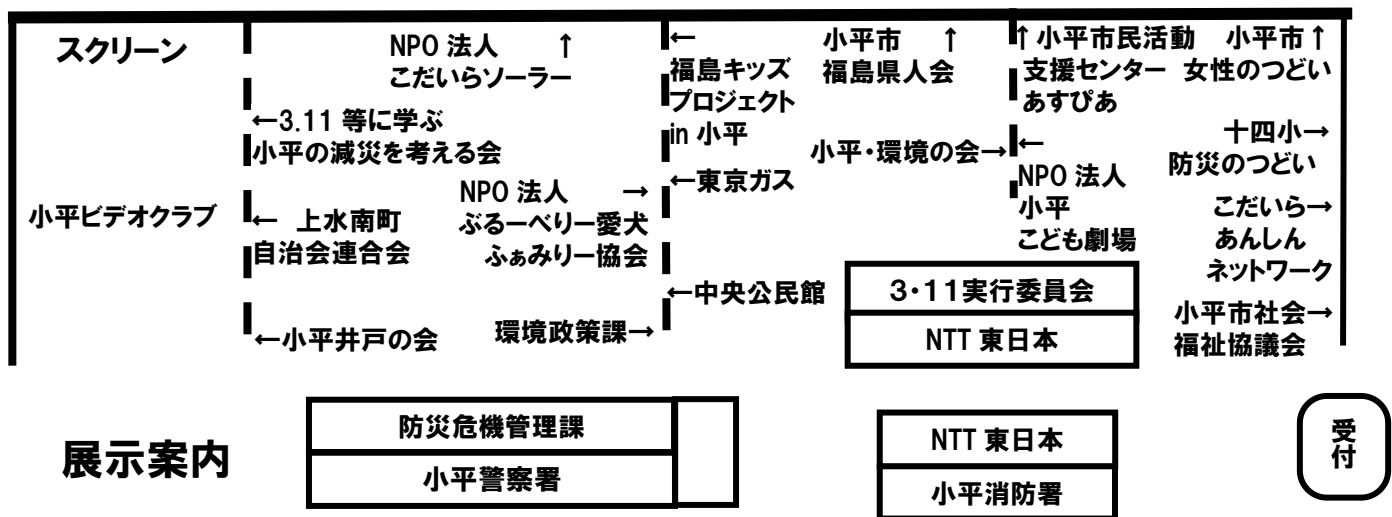 スクリーン
小平ビデオクラブ
NPO 法人 ↑
こだいらソーラー
←3.11 等に学ぶ
小平の減災を考える会
← 上水南町
自治会連合会
←小平井戸の会
NPO 法人 →
ぶるーべりー愛犬
ふぁみりー協会
環境政策課→
←
福島キッズ
プロジェクト
in 小平
←東京ガス
←中央公民館
小平市 ↑
福島県人会
小平・環境の会→
↑小平市民活動
支援センター
あすぴあ
小平市↑
女性のつどい
←
NPO 法人
小平
こども劇場
十四小→
防災のつどい
こだいら→
あんしん
ネットワーク
小平市社会→
福祉協議会
3・11実行委員会
NTT 東日本
展示案内
防災危機管理課
小平警察署
NTT 東日本
小平消防署
受付